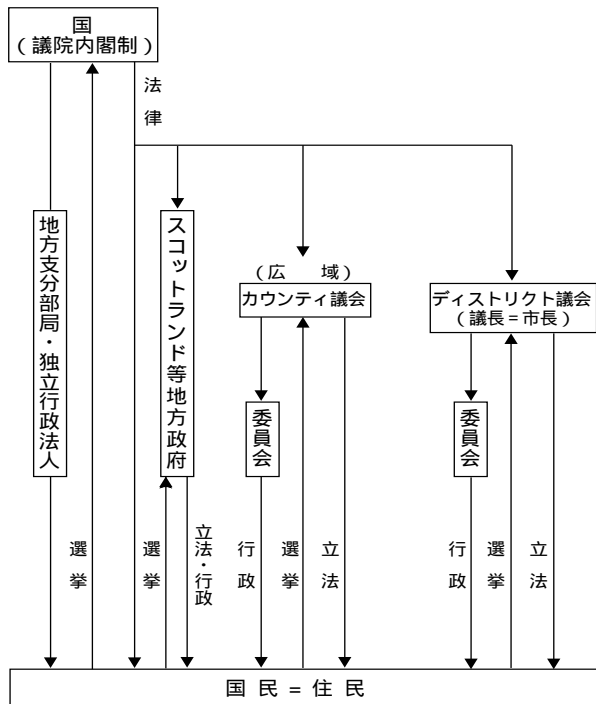 国
(議院内閣制)
法律
地方支分部局・独立行政法人
スコットランド等地方政府
(広　域)
カウンティ議会
ディストリクト議会
(議長=市長)
委員会
委員会
選挙
選挙
立法・行政
行政
選挙
立法
行政
選挙
立法
国 民 = 住 民